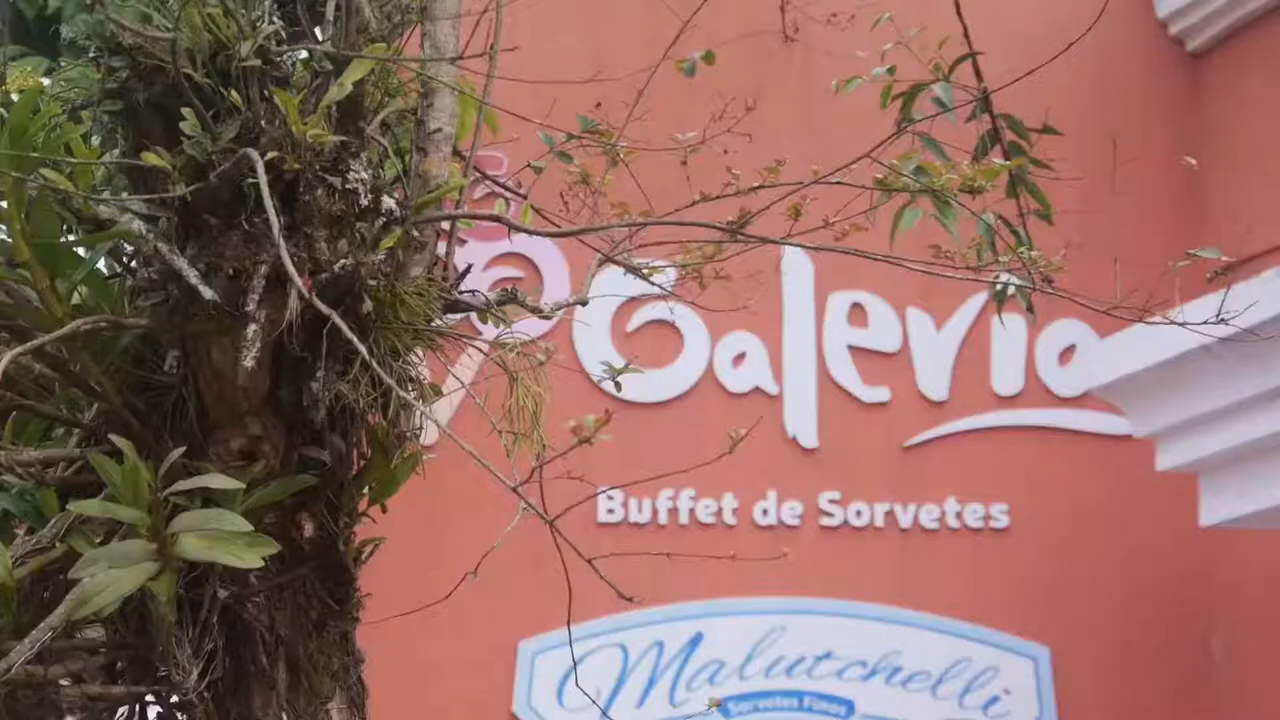 Galeria
Buffet de Sorvetes
Malutchelli
Sorvetes Finos